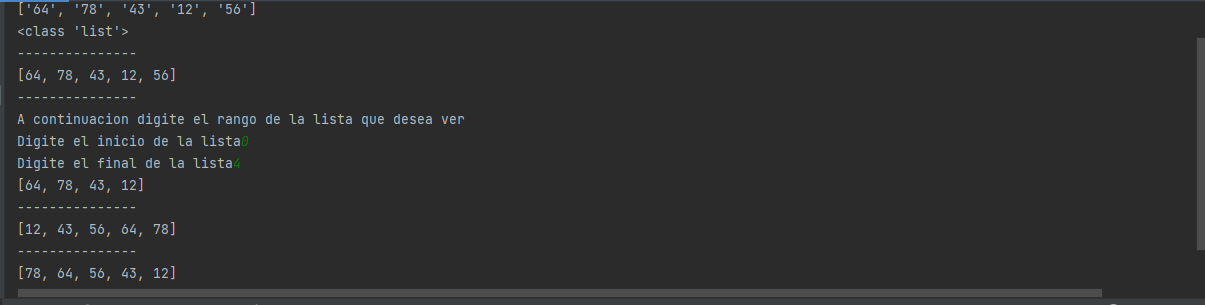 ['64', '78', '43', '12', '56']
<class 'list'>
---------------
[64, 78, 43, 12, 56]
---------------
A continuacion digite el rango de la lista que desea ver
Digite el inicio de la lista0
Digite el final de la lista4
[64, 78, 43, 12]
---------------
[12, 43, 56, 64, 78]
---------------
[78, 64, 56, 43, 12]